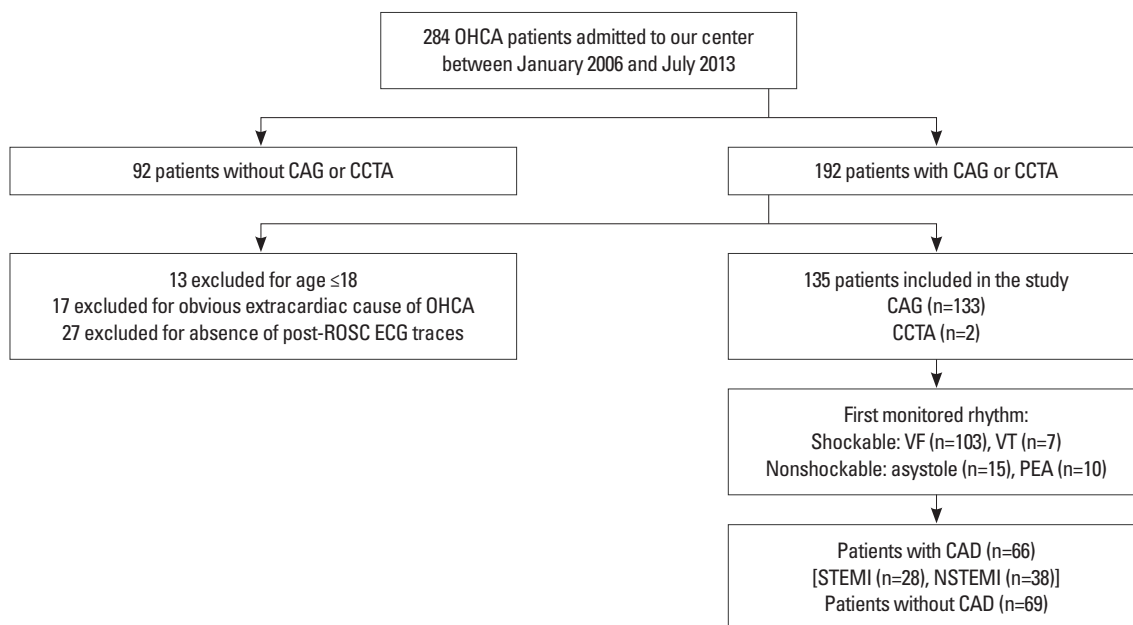 284 OHCA patients admitted to our center
between January 2006 and July 2013
92 patients without CAG or CCTA
192 patients with CAG or CCTA
13 excluded for age ≤18
17 excluded for obvious extracardiac cause of OHCA
27 excluded for absence of post-ROSC ECG traces
135 patients included in the study
CAG (n=133)
CCTA (n=2)
First monitored rhythm:
Shockable: VF (n=103), VT (n=7)
Nonshockable: asystole (n=15), PEA (n=10)
Patients with CAD (n=66)
[STEMI (n=28), NSTEMI (n=38)]
Patients without CAD (n=69)